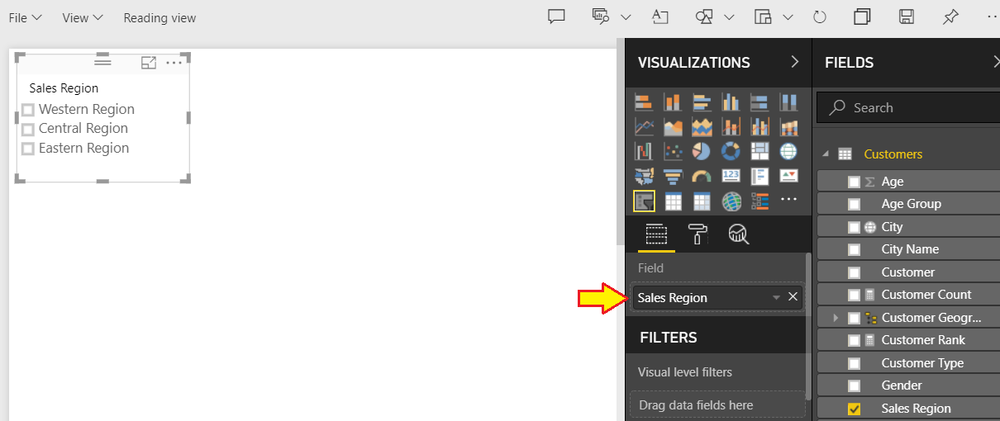 File View Reading view
Sales Region
Western Region
Central Region
Eastern Region
VISUALIZATIONS
123
Field
Sales Region
FILTERS
Visual level filters
Drag data fields here
FIELDS
Search
Customers
Age
Age Group
City
City Name
Customer
Customer Count
Customer Geogr...
Customer Rank
Customer Type
Gender
Sales Region